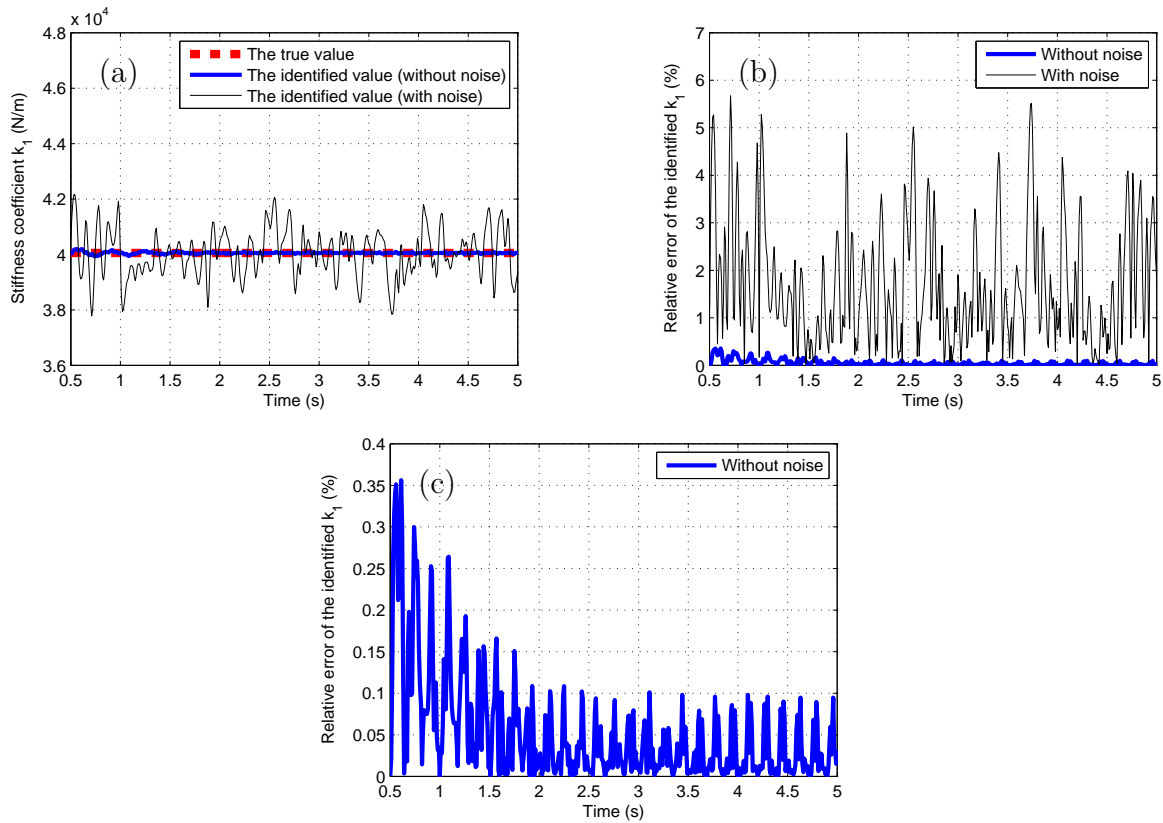 x 10⁴
4.8
4.6
4.4
4.2
4
3.8
3.6
0.5 1 1.5 2 2.5 3 3.5 4 4.5 5
Time (s)
Stiffness coefficient k₁ (N/m)
(a)
The true value
The identified value (without noise)
The identified value (with noise)
7
6
5
4
3
2
1
0
0.5 1 1.5 2 2.5 3 3.5 4 4.5 5
Time (s)
Relative error of the identified k₁ (%)
(b)
Without noise
With noise
0.4
0.35
0.3
0.25
0.2
0.15
0.1
0.05
0
0.5 1 1.5 2 2.5 3 3.5 4 4.5 5
Time (s)
Relative error of the identified k₁ (%)
(c)
Without noise